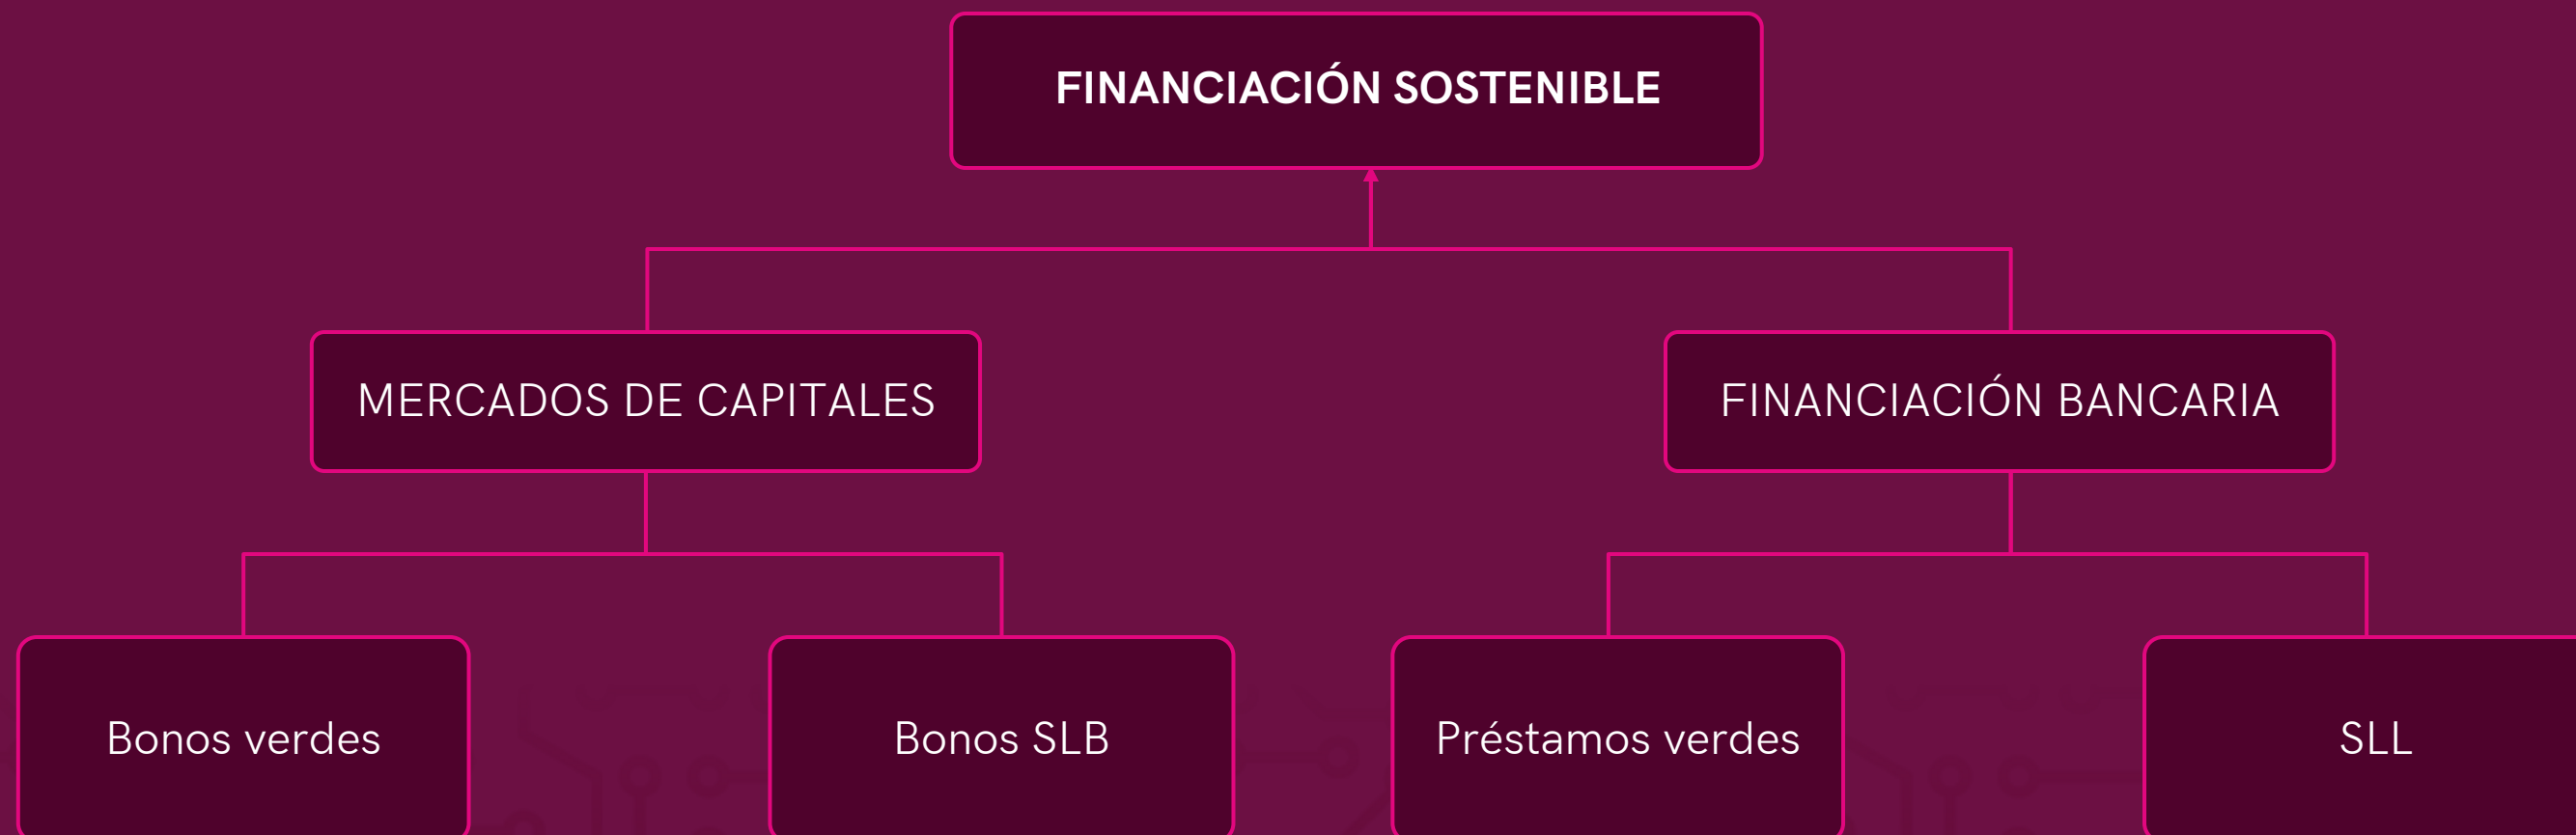 FINANCIACIÓN SOSTENIBLE
MERCADOS DE CAPITALES
FINANCIACIÓN BANCARIA
Bonos verdes
Bonos SLB
Préstamos verdes
SLL